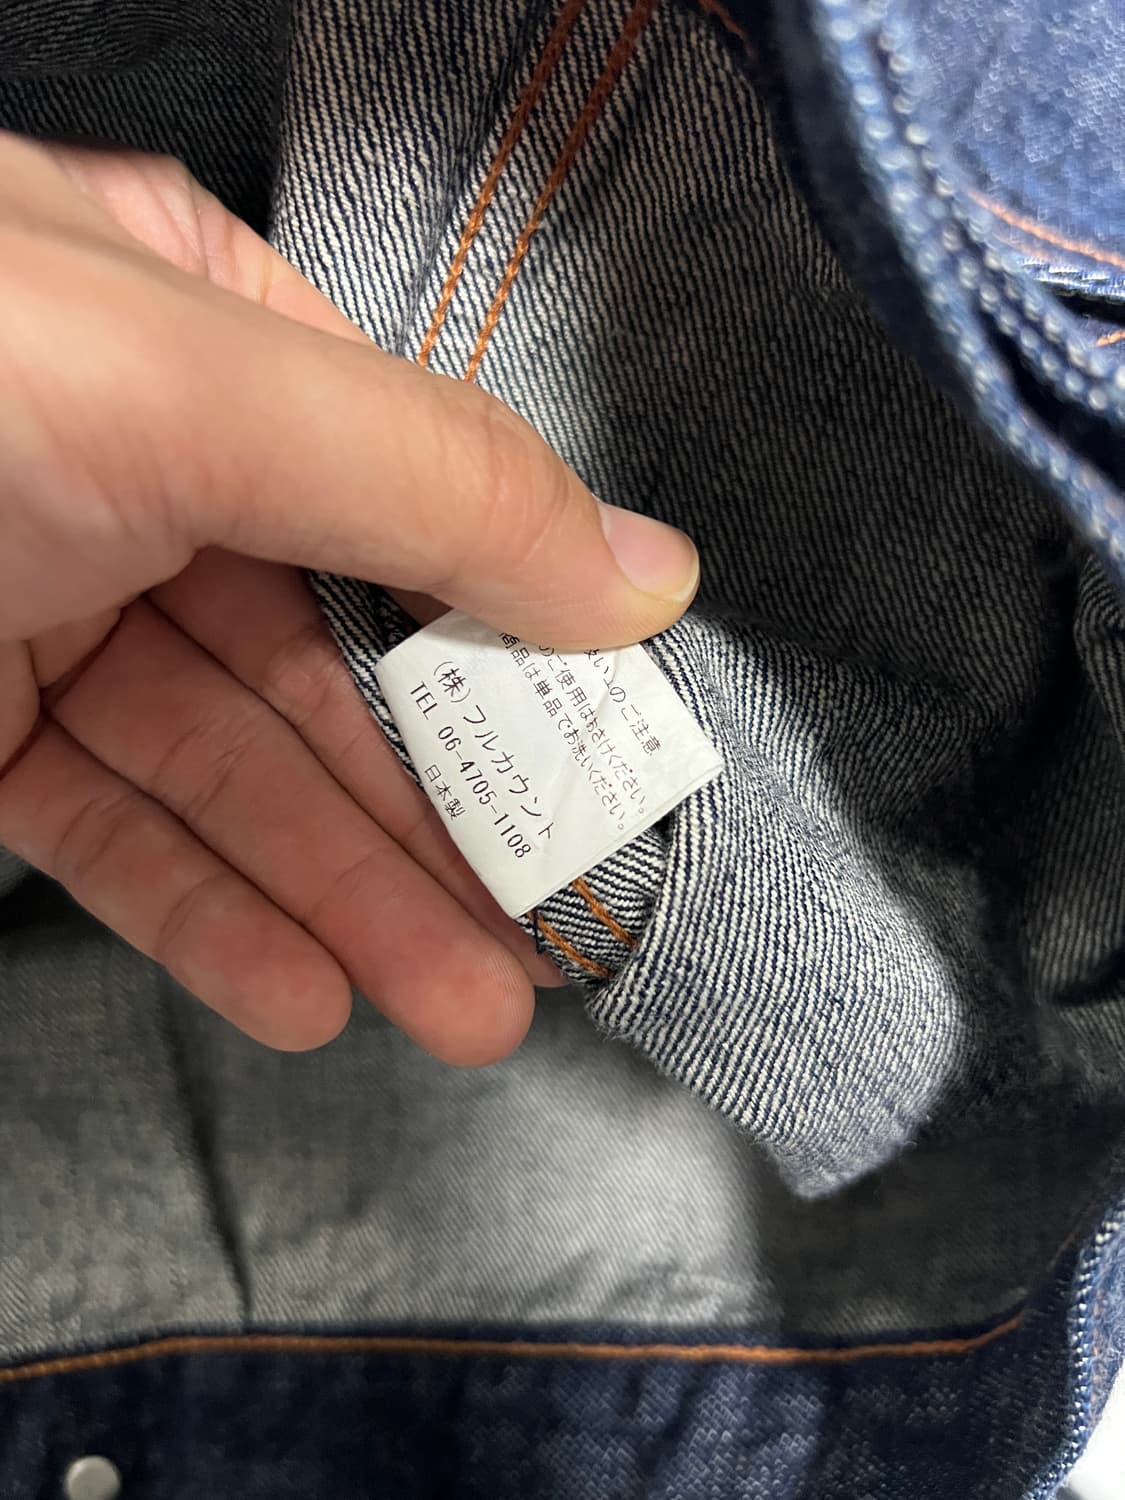 い上のご注意
のご使用はおさけください。
商品は単品でお洗いください。
(株)フルカウント
TEL 06-4705-1108
日本製